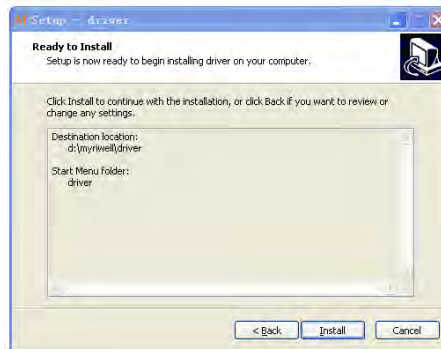 Setup - driver
Ready to Install
Setup is now ready to begin installing driver on your computer.
Click Install to continue with the installation, or click Back if you want to review or
change any settings.
Destination location:
d:\myriwell\driver
Start Menu folder:
driver
< Back
Install
Cancel